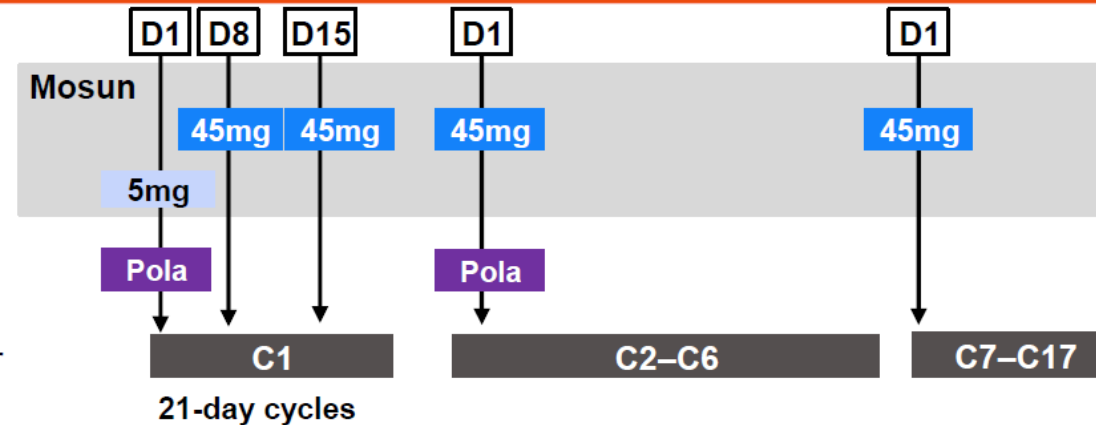 D1 D8 D15 D1 D1
Mosun
45mg 45mg 45mg 45mg
5mg
Pola Pola
C1 C2–C6 C7–C17
21-day cycles